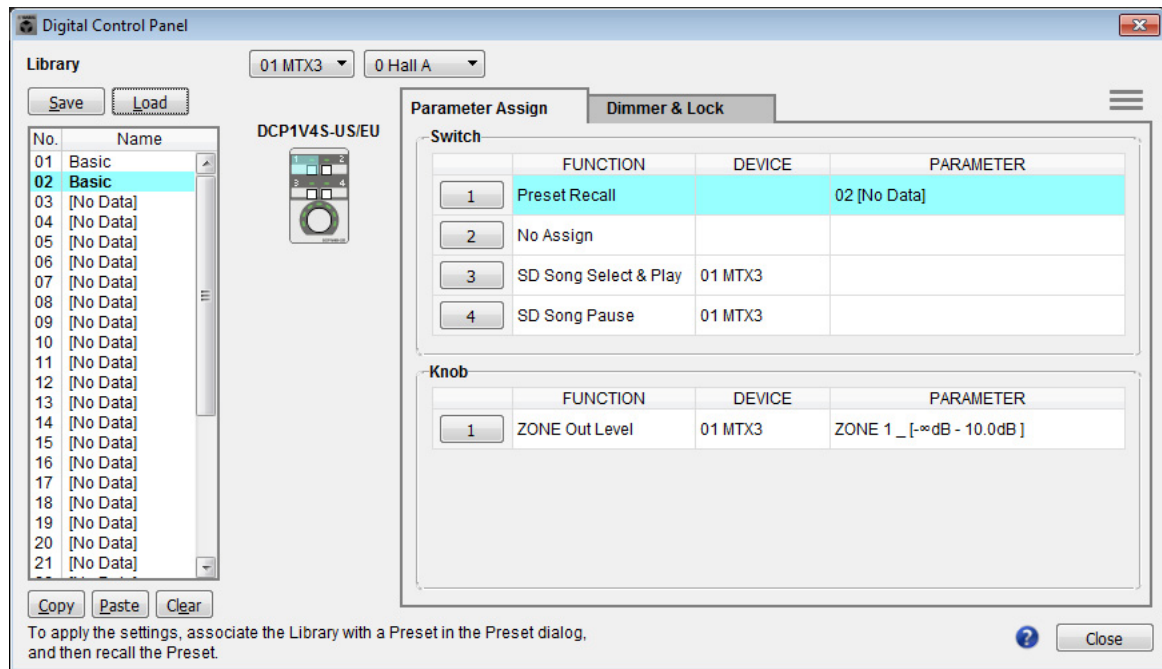 Digital Control Panel
Library
01 MTX3
0 Hall A
Save
Load
No. Name
01 Basic
02 Basic
03 [No Data]
04 [No Data]
05 [No Data]
06 [No Data]
07 [No Data]
08 [No Data]
09 [No Data]
10 [No Data]
11 [No Data]
12 [No Data]
13 [No Data]
14 [No Data]
15 [No Data]
16 [No Data]
17 [No Data]
18 [No Data]
19 [No Data]
20 [No Data]
21 [No Data]
Copy
Paste
Clear
DCP1V4S-US/EU
1 2
3 4
Parameter Assign
Dimmer & Lock
Switch
FUNCTION DEVICE PARAMETER
1 Preset Recall 02 [No Data]
2 No Assign
3 SD Song Select & Play 01 MTX3
4 SD Song Pause 01 MTX3
Knob
FUNCTION DEVICE PARAMETER
1 ZONE Out Level 01 MTX3 ZONE 1 _ [-∞dB - 10.0dB ]
To apply the settings, associate the Library with a Preset in the Preset dialog,
and then recall the Preset.
?
Close